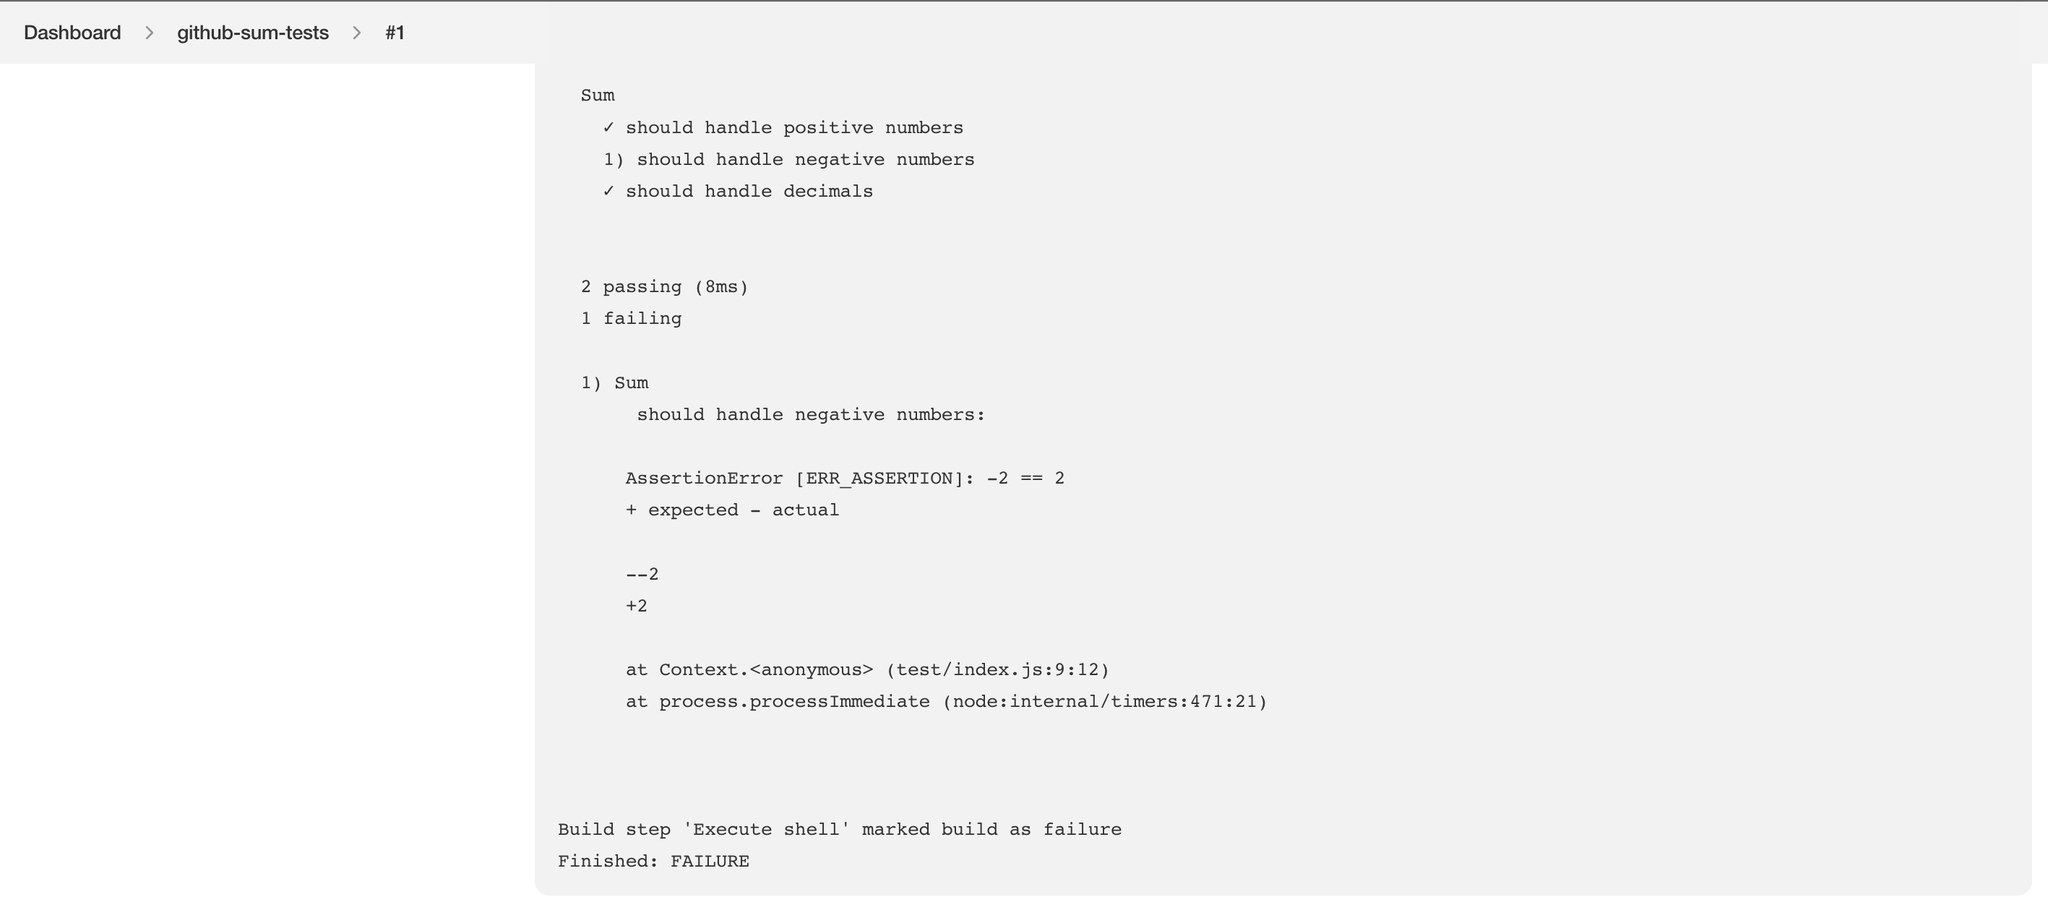 Dashboard > github-sum-tests > #1
Sum
✓ should handle positive numbers
1) should handle negative numbers
✓ should handle decimals
2 passing (8ms)
1 failing
1) Sum
should handle negative numbers:
AssertionError [ERR_ASSERTION]: -2 == 2
+ expected - actual
--2
+2
at Context.<anonymous> (test/index.js:9:12)
at process.processImmediate (node:internal/timers:471:21)
Build step 'Execute shell' marked build as failure
Finished: FAILURE